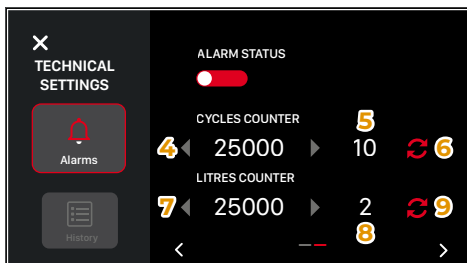 TECHNICAL
SETTINGS
Alarms
History
ALARM STATUS
CYCLES COUNTER
5
4 25000 10 6
LITRES COUNTER
7 25000 2 9
8